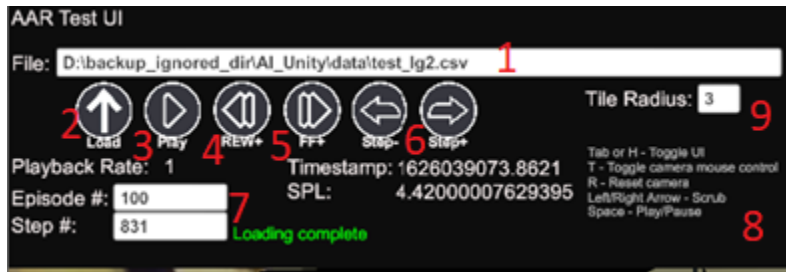 AAR Test UI
File: D:\backup_ignored_dir\AI_Unity\data\test_lg2.csv 1
2 Load 3 Play 4 REW+ 5 FF+ Step- 6 Step+
Tile Radius: 3 9
Playback Rate: 1 Timestamp: 1626039073.8621
Episode #: 100 7 SPL: 4.42000007629395
Step #: 831 Loading complete
Tab or H - Toggle UI
T - Toggle camera mouse control
R - Reset camera
Left/Right Arrow - Scrub
Space - Play/Pause
8